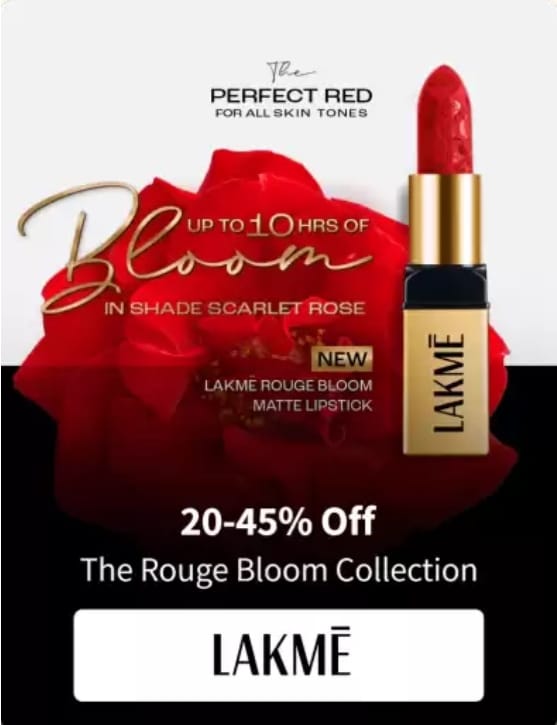 The
PERFECT RED
FOR ALL SKIN TONES
UP TO 10 HRS OF
Bloom
IN SHADE SCARLET ROSE
NEW
LAKMĒ ROUGE BLOOM
MATTE LIPSTICK
LAKMĒ
20-45% Off
The Rouge Bloom Collection
LAKMĒ